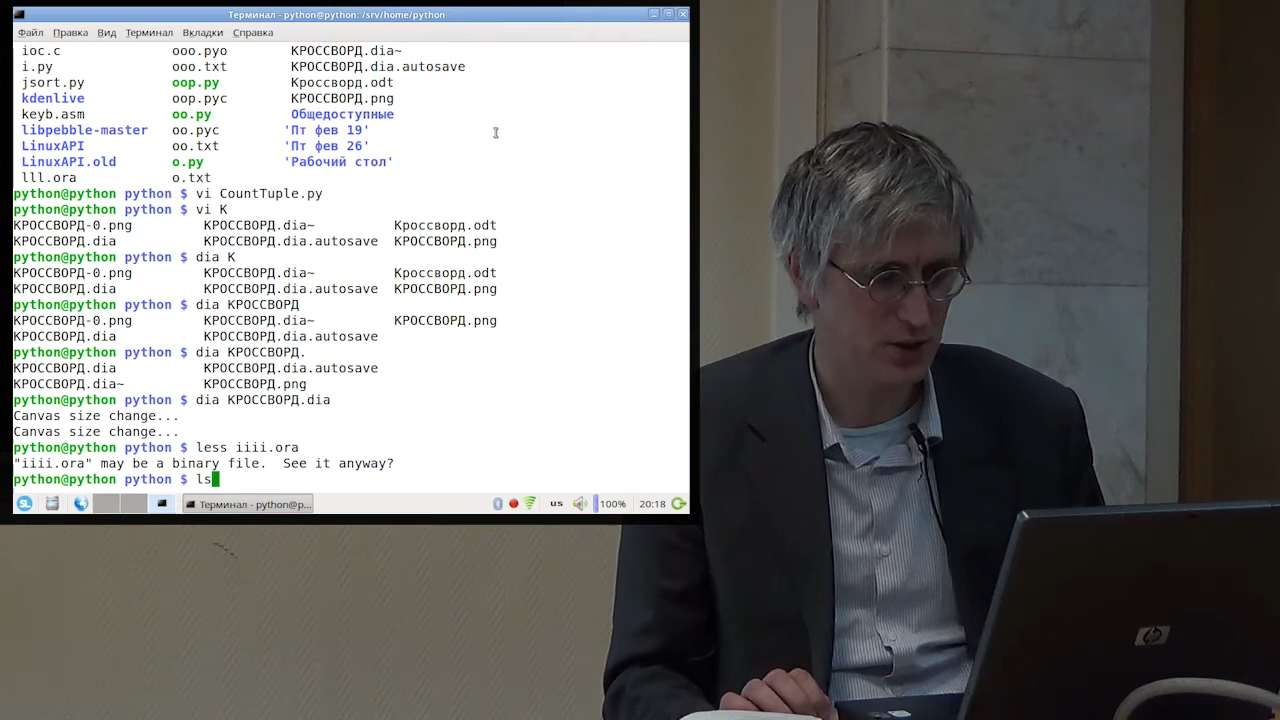 Терминал - python@python: /srv/home/python
Файл Правка Вид Терминал Вкладки Справка
ioc.c ooo.pyo КРОССВОРД.dia~
i.py ooo.txt КРОССВОРД.dia.autosave
jsort.py oop.py Кроссворд.odt
kdenlive oop.pyc КРОССВОРД.png
keyb.asm oo.py Общедоступные
libpebble-master oo.pyc 'Пт фев 19'
LinuxAPI oo.txt 'Пт фев 26'
LinuxAPI.old o.py 'Рабочий стол'
lll.ora o.txt
python@python python $ vi CountTuple.py
python@python python $ vi К
КРОССВОРД-0.png КРОССВОРД.dia~ Кроссворд.odt
КРОССВОРД.dia КРОССВОРД.dia.autosave КРОССВОРД.png
python@python python $ dia К
КРОССВОРД-0.png КРОССВОРД.dia~ Кроссворд.odt
КРОССВОРД.dia КРОССВОРД.dia.autosave КРОССВОРД.png
python@python python $ dia КРОССВОРД
КРОССВОРД-0.png КРОССВОРД.dia~ КРОССВОРД.png
КРОССВОРД.dia КРОССВОРД.dia.autosave
python@python python $ dia КРОССВОРД.
КРОССВОРД.dia КРОССВОРД.dia.autosave
КРОССВОРД.dia~ КРОССВОРД.png
python@python python $ dia КРОССВОРД.dia
Canvas size change...
Canvas size change...
python@python python $ less iiii.ora
"iiii.ora" may be a binary file.  See it anyway?
python@python python $ ls
SL Терминал - python@p... us 100% 20:18
hp